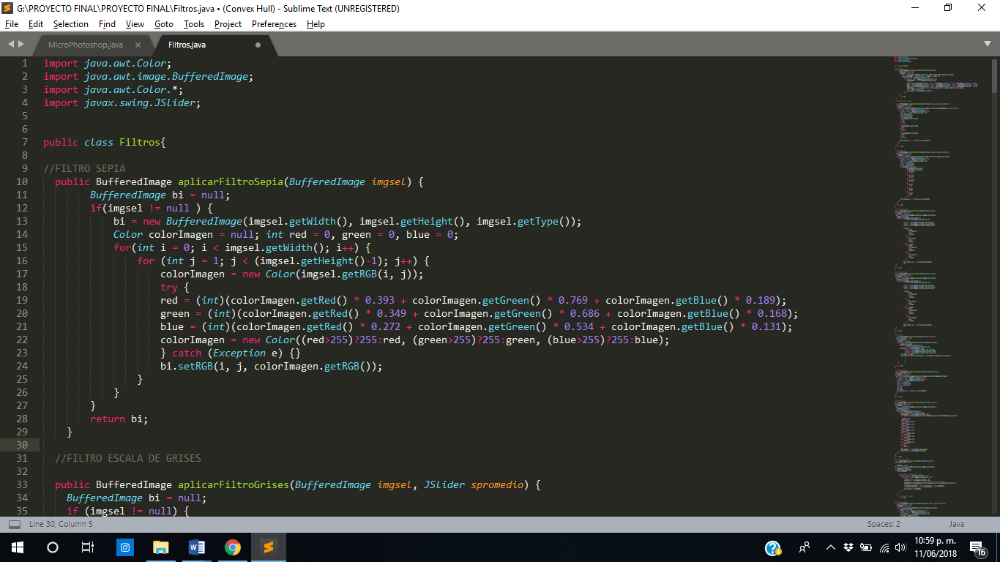 G:\PROYECTO FINAL\PROYECTO FINAL\Filtros.java • (Convex Hull) - Sublime Text (UNREGISTERED)
File Edit Selection Find View Goto Tools Project Preferences Help
MicroPhotoshop.java × Filtros.java
1 import java.awt.Color;
2 import java.awt.image.BufferedImage;
3 import java.awt.Color.*;
4 import javax.swing.JSlider;
5
6
7 public class Filtros{
8
9 //FILTRO SEPIA
10 public BufferedImage aplicarFiltroSepia(BufferedImage imgsel) {
11 BufferedImage bi = null;
12 if(imgsel != null ) {
13 bi = new BufferedImage(imgsel.getWidth(), imgsel.getHeight(), imgsel.getType());
14 Color colorImagen = null; int red = 0, green = 0, blue = 0;
15 for(int i = 0; i < imgsel.getWidth(); i++) {
16 for (int j = 1; j < (imgsel.getHeight()-1); j++) {
17 colorImagen = new Color(imgsel.getRGB(i, j));
18 try {
19 red = (int)(colorImagen.getRed() * 0.393 + colorImagen.getGreen() * 0.769 + colorImagen.getBlue() * 0.189);
20 green = (int)(colorImagen.getRed() * 0.349 + colorImagen.getGreen() * 0.686 + colorImagen.getBlue() * 0.168);
21 blue = (int)(colorImagen.getRed() * 0.272 + colorImagen.getGreen() * 0.534 + colorImagen.getBlue() * 0.131);
22 colorImagen = new Color((red>255)?255:red, (green>255)?255:green, (blue>255)?255:blue);
23 } catch (Exception e) {}
24 bi.setRGB(i, j, colorImagen.getRGB());
25 }
26 }
27 }
28 return bi;
29 }
30
31 //FILTRO ESCALA DE GRISES
32
33 public BufferedImage aplicarFiltroGrises(BufferedImage imgsel, JSlider spromedio) {
34 BufferedImage bi = null;
35 if (imgsel != null) {
Line 30, Column 5 Spaces: 2 Java
10:59 p. m.
11/06/2018
16